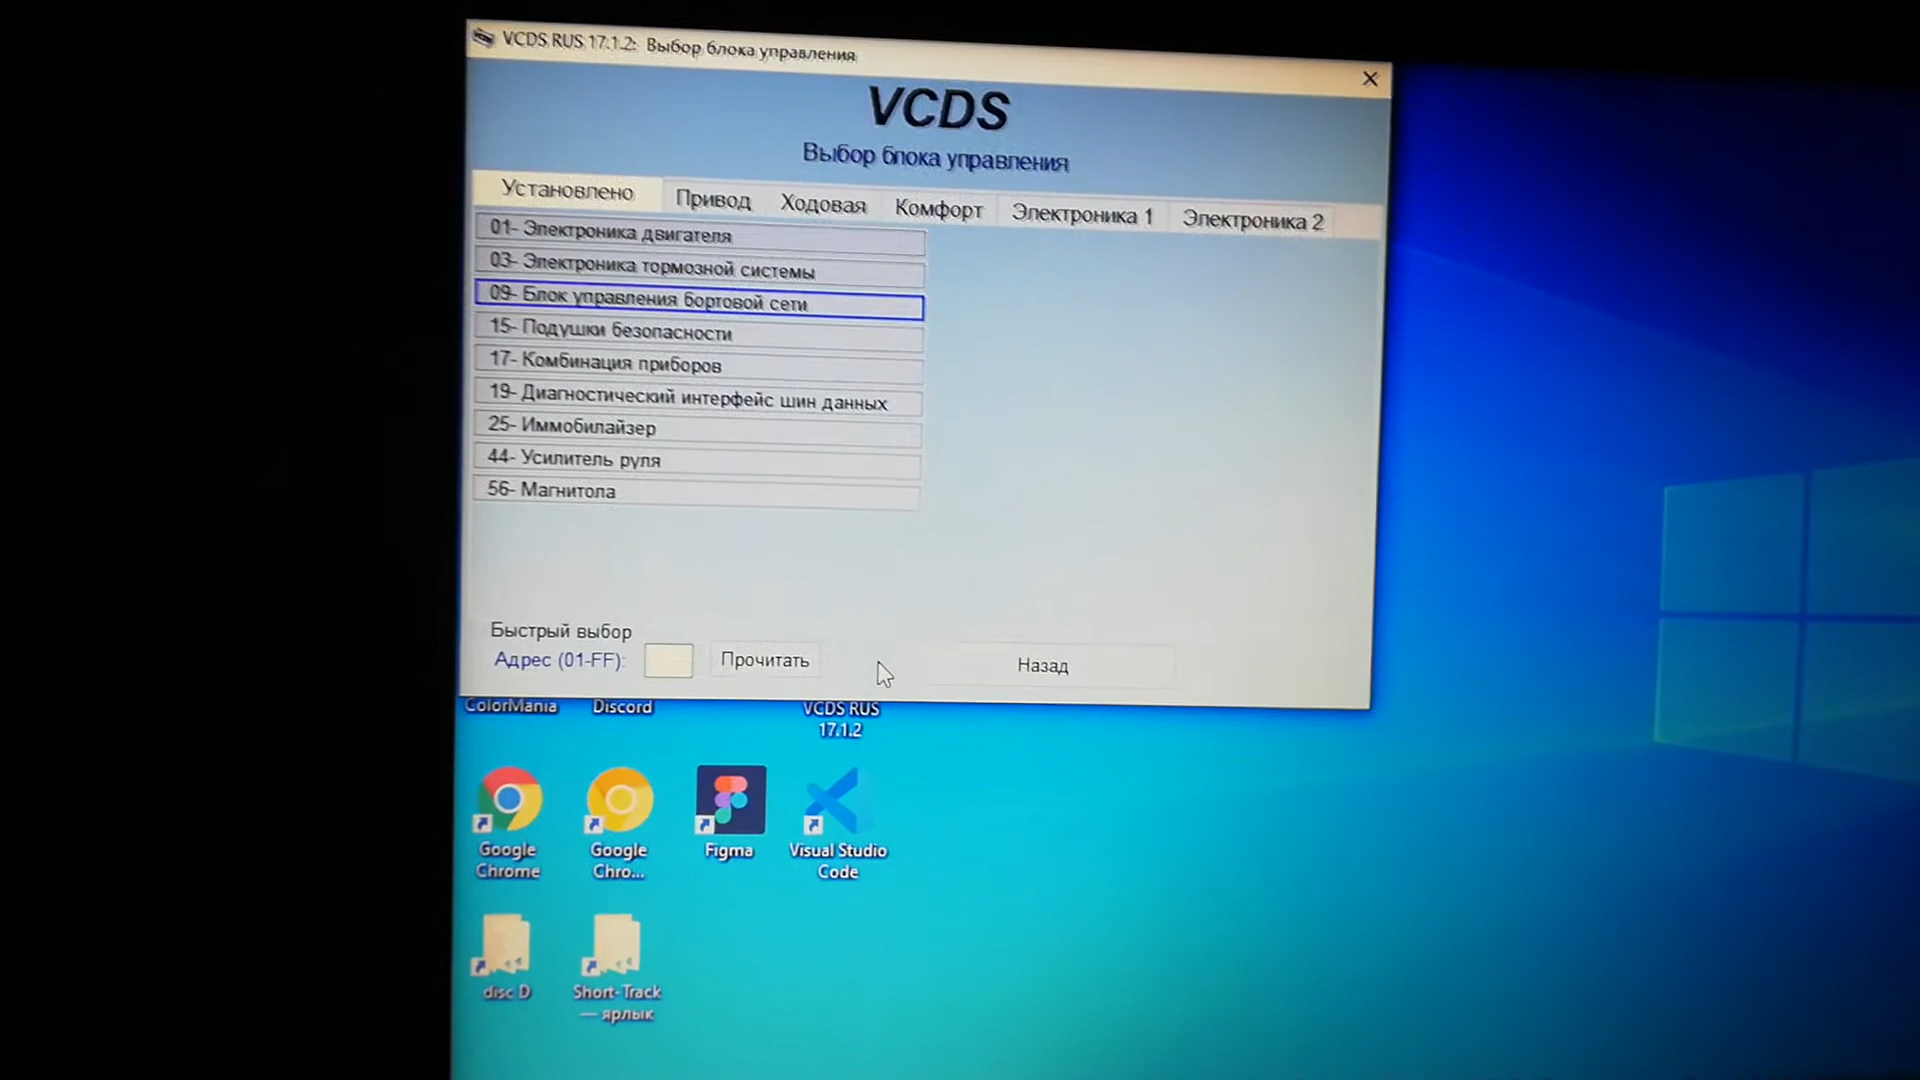 VCDS RUS 17.1.2: Выбор блока управления
VCDS
Выбор блока управления
Установлено Привод Ходовая Комфорт Электроника 1 Электроника 2
01- Электроника двигателя
03- Электроника тормозной системы
09- Блок управления бортовой сети
15- Подушки безопасности
17- Комбинация приборов
19- Диагностический интерфейс шин данных
25- Иммобилайзер
44- Усилитель руля
56- Магнитола
Быстрый выбор
Адрес (01-FF): Прочитать Назад
ColorMania Discord VCDS RUS
17.1.2
Google Google Figma Visual Studio
Chrome Chro... Code
disc D Short-Track
— ярлык